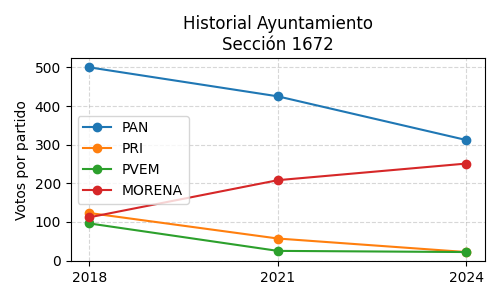 Historial Ayuntamiento
Sección 1672
Votos por partido
500
400
300
200
100
0
PAN
PRI
PVEM
MORENA
2018
2021
2024